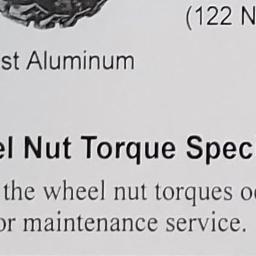 (122 N
st Aluminum
el Nut Torque Spec
the wheel nut torques o
or maintenance service.